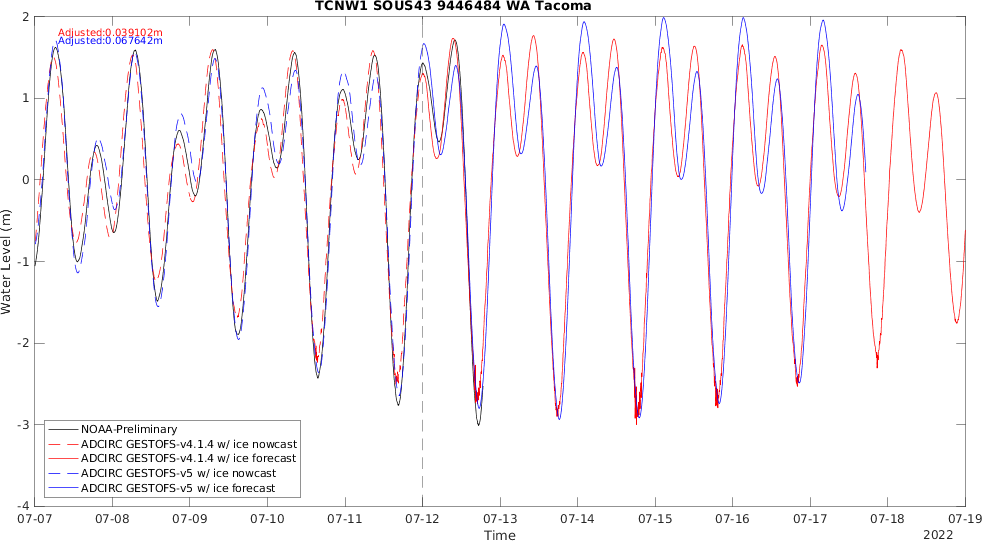 TCNW1 SOUS43 9446484 WA Tacoma
Adjusted:0.039102m
Adjusted:0.067642m
2
1
0
-1
-2
-3
-4
Water Level (m)
NOAA-Preliminary
ADCIRC GESTOFS-v4.1.4 w/ ice nowcast
ADCIRC GESTOFS-v4.1.4 w/ ice forecast
ADCIRC GESTOFS-v5 w/ ice nowcast
ADCIRC GESTOFS-v5 w/ ice forecast
07-07 07-08 07-09 07-10 07-11 07-12 07-13 07-14 07-15 07-16 07-17 07-18 07-19
Time
2022